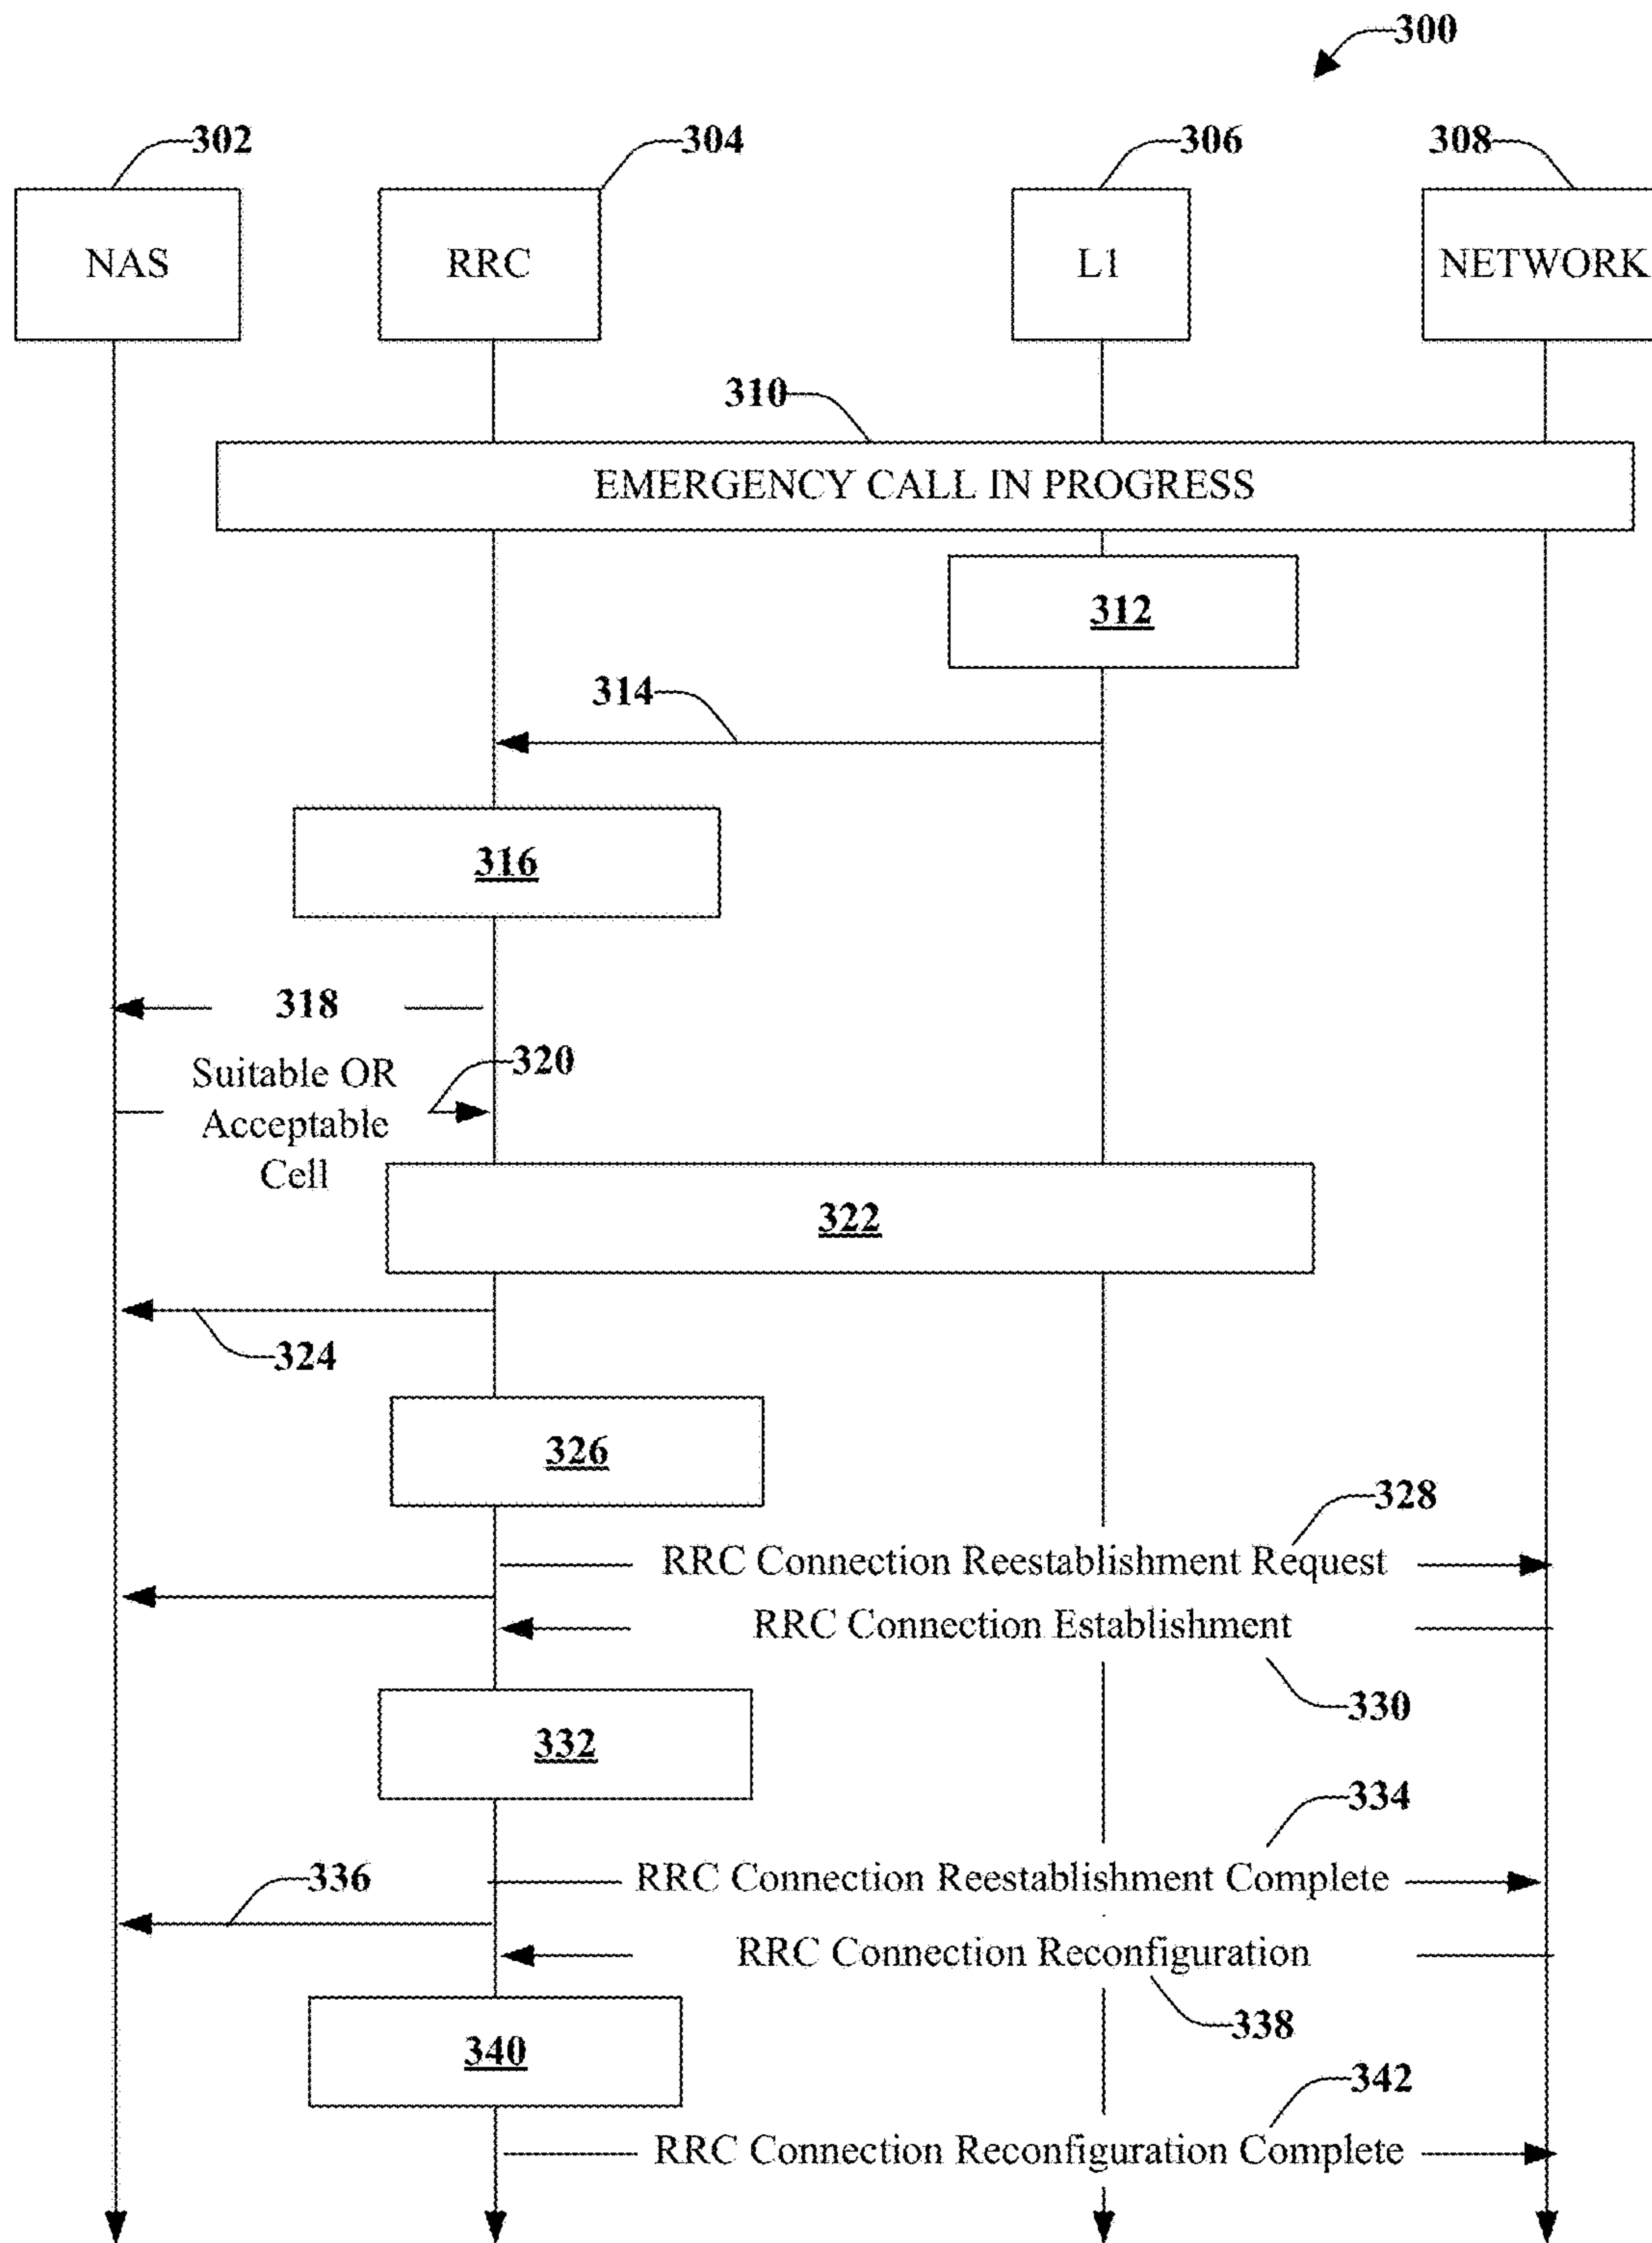 300
302
304
306
308
NAS
RRC
L1
NETWORK
310
EMERGENCY CALL IN PROGRESS
312
314
316
318
320
Suitable OR
Acceptable
Cell
322
324
326
328
RRC Connection Reestablishment Request
RRC Connection Establishment
330
332
334
RRC Connection Reestablishment Complete
336
RRC Connection Reconfiguration
338
340
342
RRC Connection Reconfiguration Complete